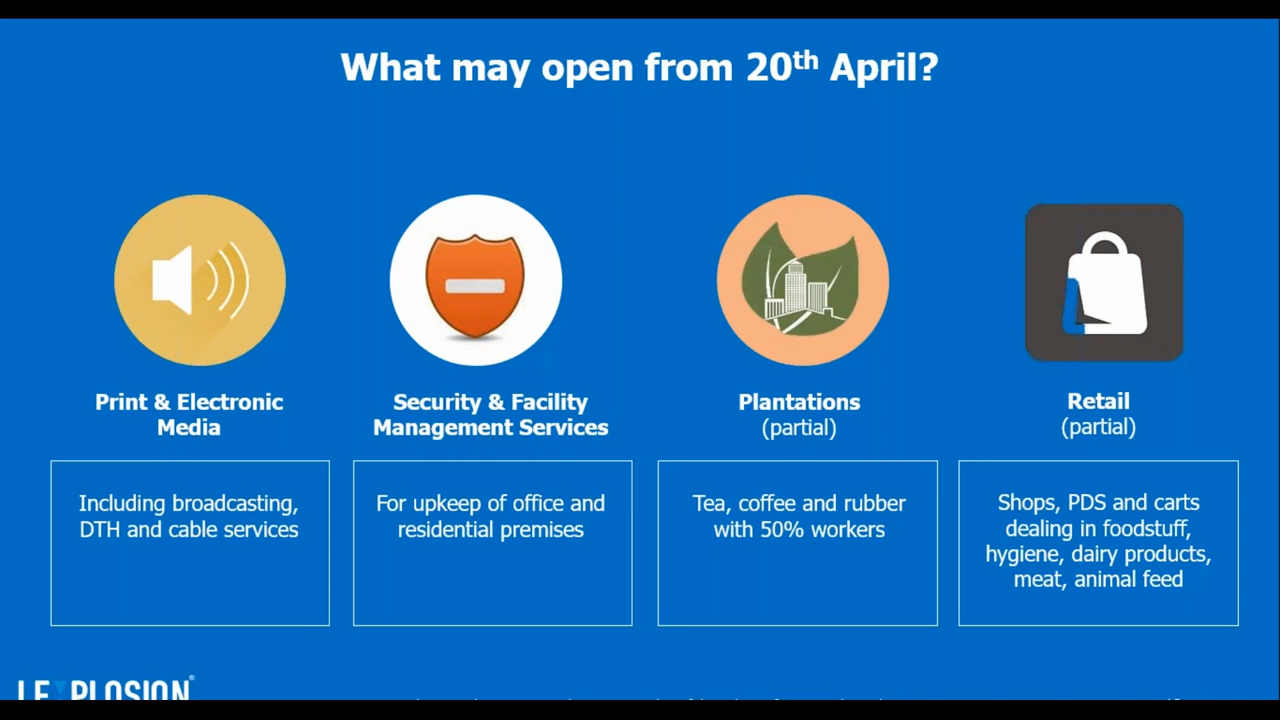 What may open from 20th April?
Print & Electronic
Media
Including broadcasting,
DTH and cable services
Security & Facility
Management Services
For upkeep of office and
residential premises
Plantations
(partial)
Tea, coffee and rubber
with 50% workers
Retail
(partial)
Shops, PDS and carts
dealing in foodstuff,
hygiene, dairy products,
meat, animal feed
LEXPLOSION®